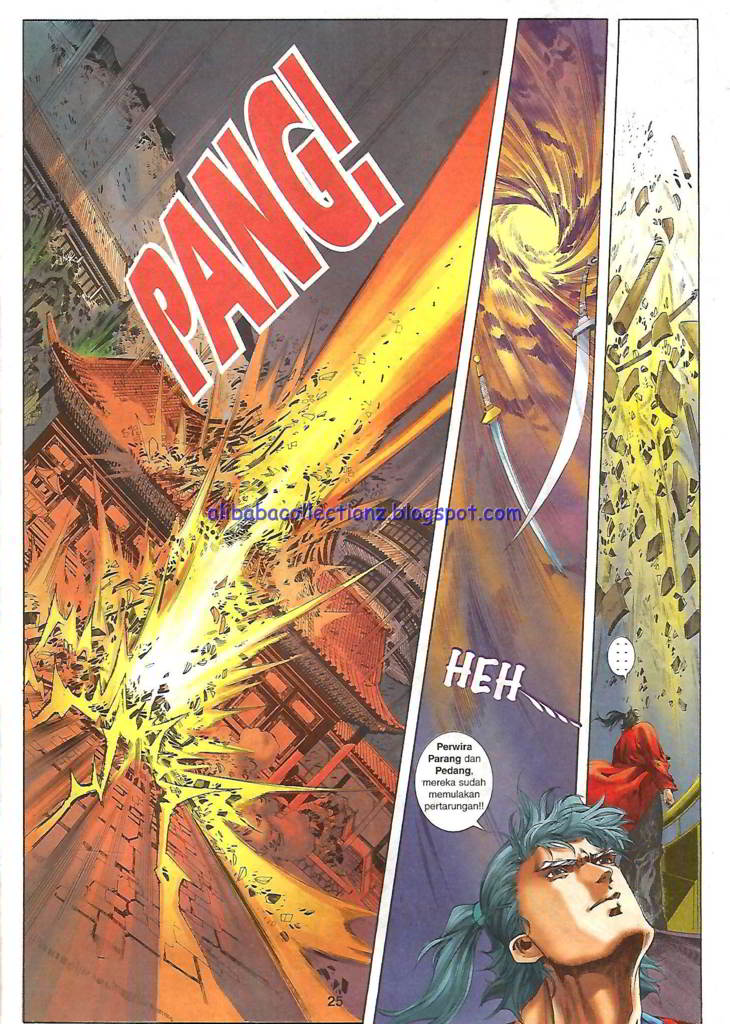 PANG!
alibabacollectionz.blogspot.com
HEH
Perwira
Parang dan
Pedang,
mereka sudah
memulakan
pertarungan!!
......
25